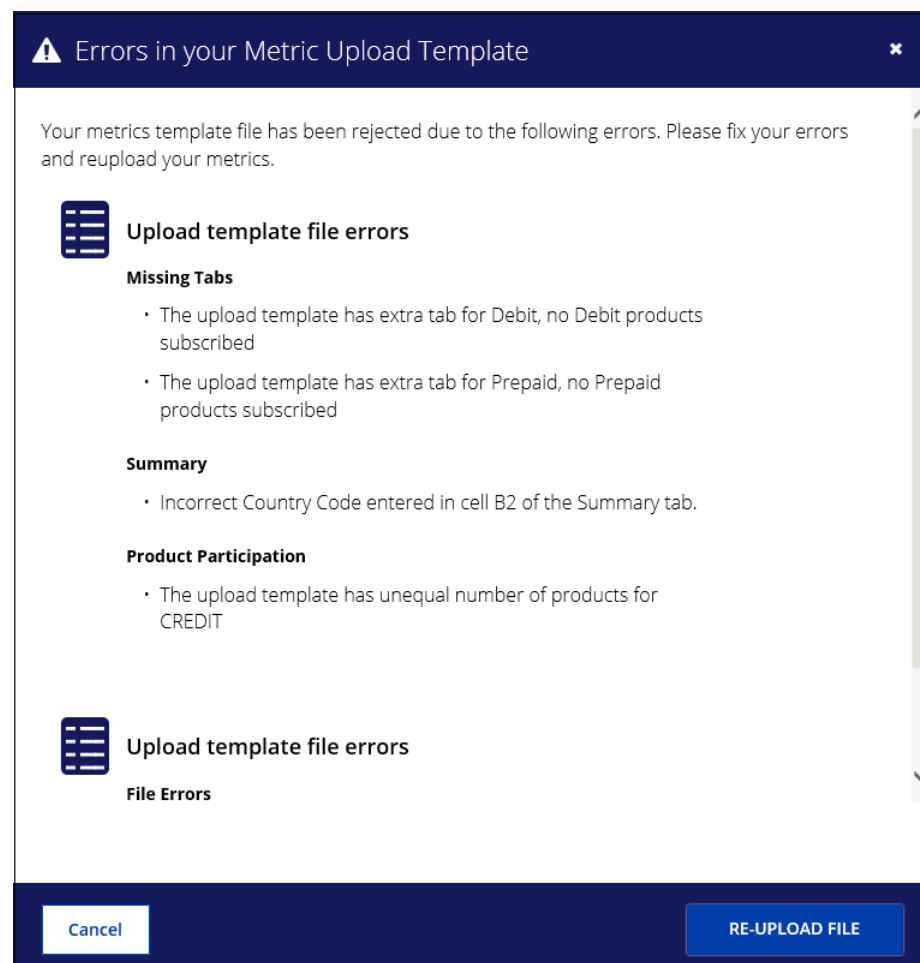 Errors in your Metric Upload Template
Your metrics template file has been rejected due to the following errors. Please fix your errors
and reupload your metrics.
Upload template file errors
Missing Tabs
• The upload template has extra tab for Debit, no Debit products
subscribed
• The upload template has extra tab for Prepaid, no Prepaid
products subscribed
Summary
• Incorrect Country Code entered in cell B2 of the Summary tab.
Product Participation
• The upload template has unequal number of products for
CREDIT
Upload template file errors
File Errors
Cancel
RE-UPLOAD FILE